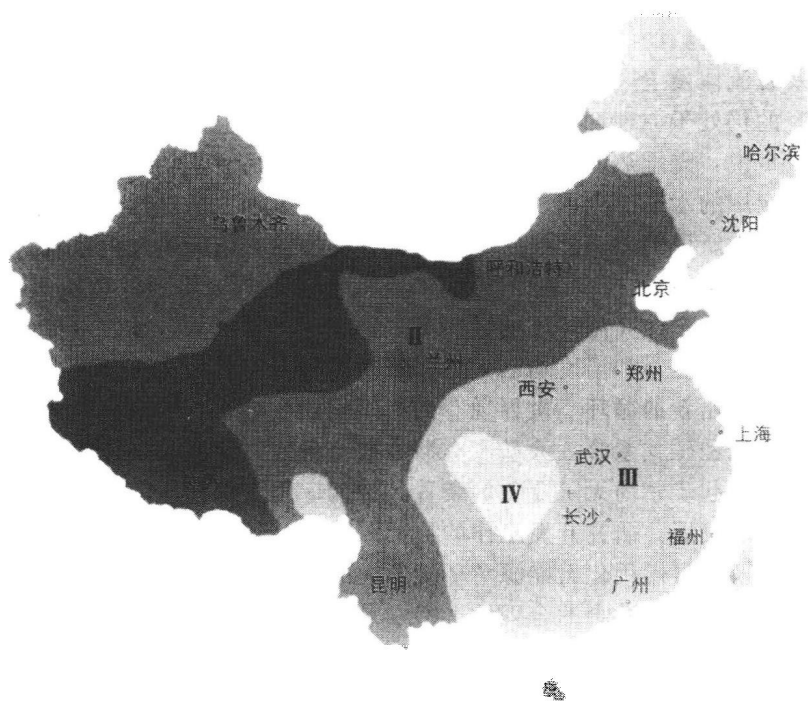 哈尔滨
乌鲁木齐
沈阳
呼和浩特
北京
II
兰州
郑州
西安
上海
武汉
III
IV
长沙
福州
昆明
广州